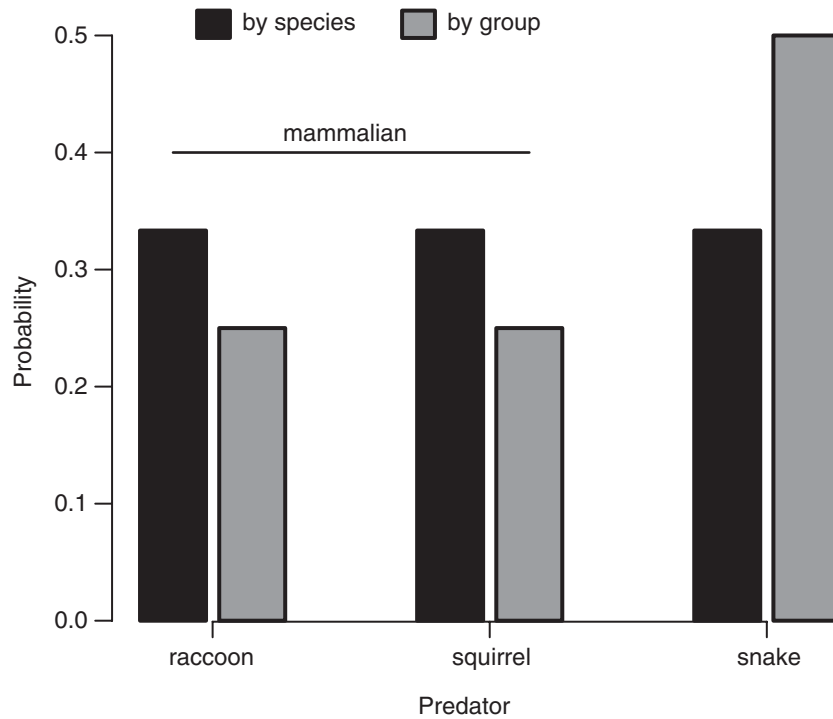 by species by group
0.5
mammalian
0.4
0.3
0.2
0.1
0.0
Probability
raccoon squirrel snake
Predator